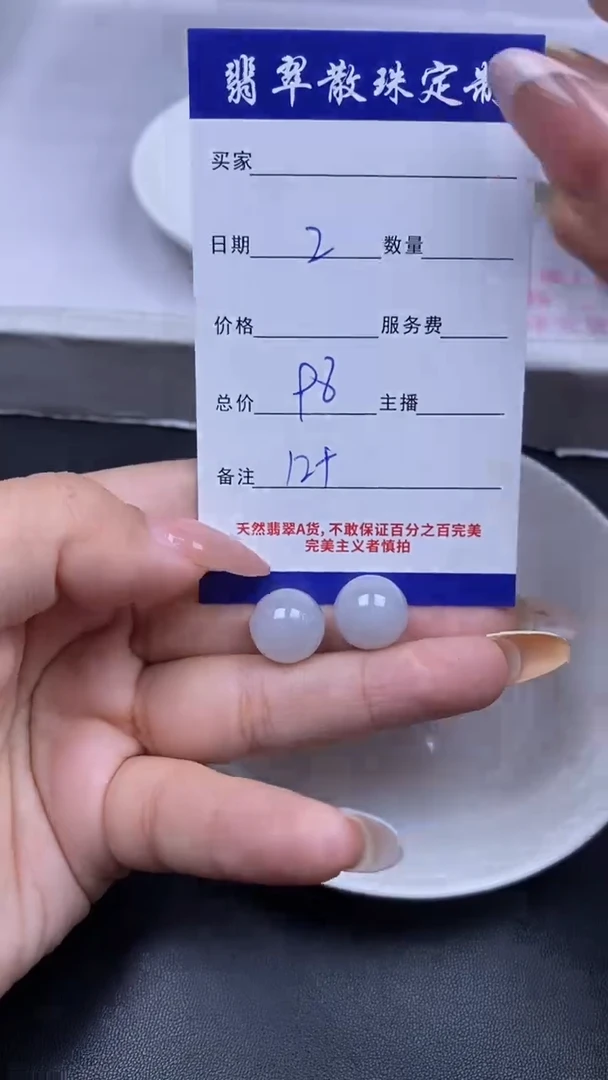 翡翠散珠定制
买家
日期 2 数量
价格 服务费
总价 98 主播
备注 12+
天然翡翠A货,不敢保证百分之百完美
完美主义者慎拍